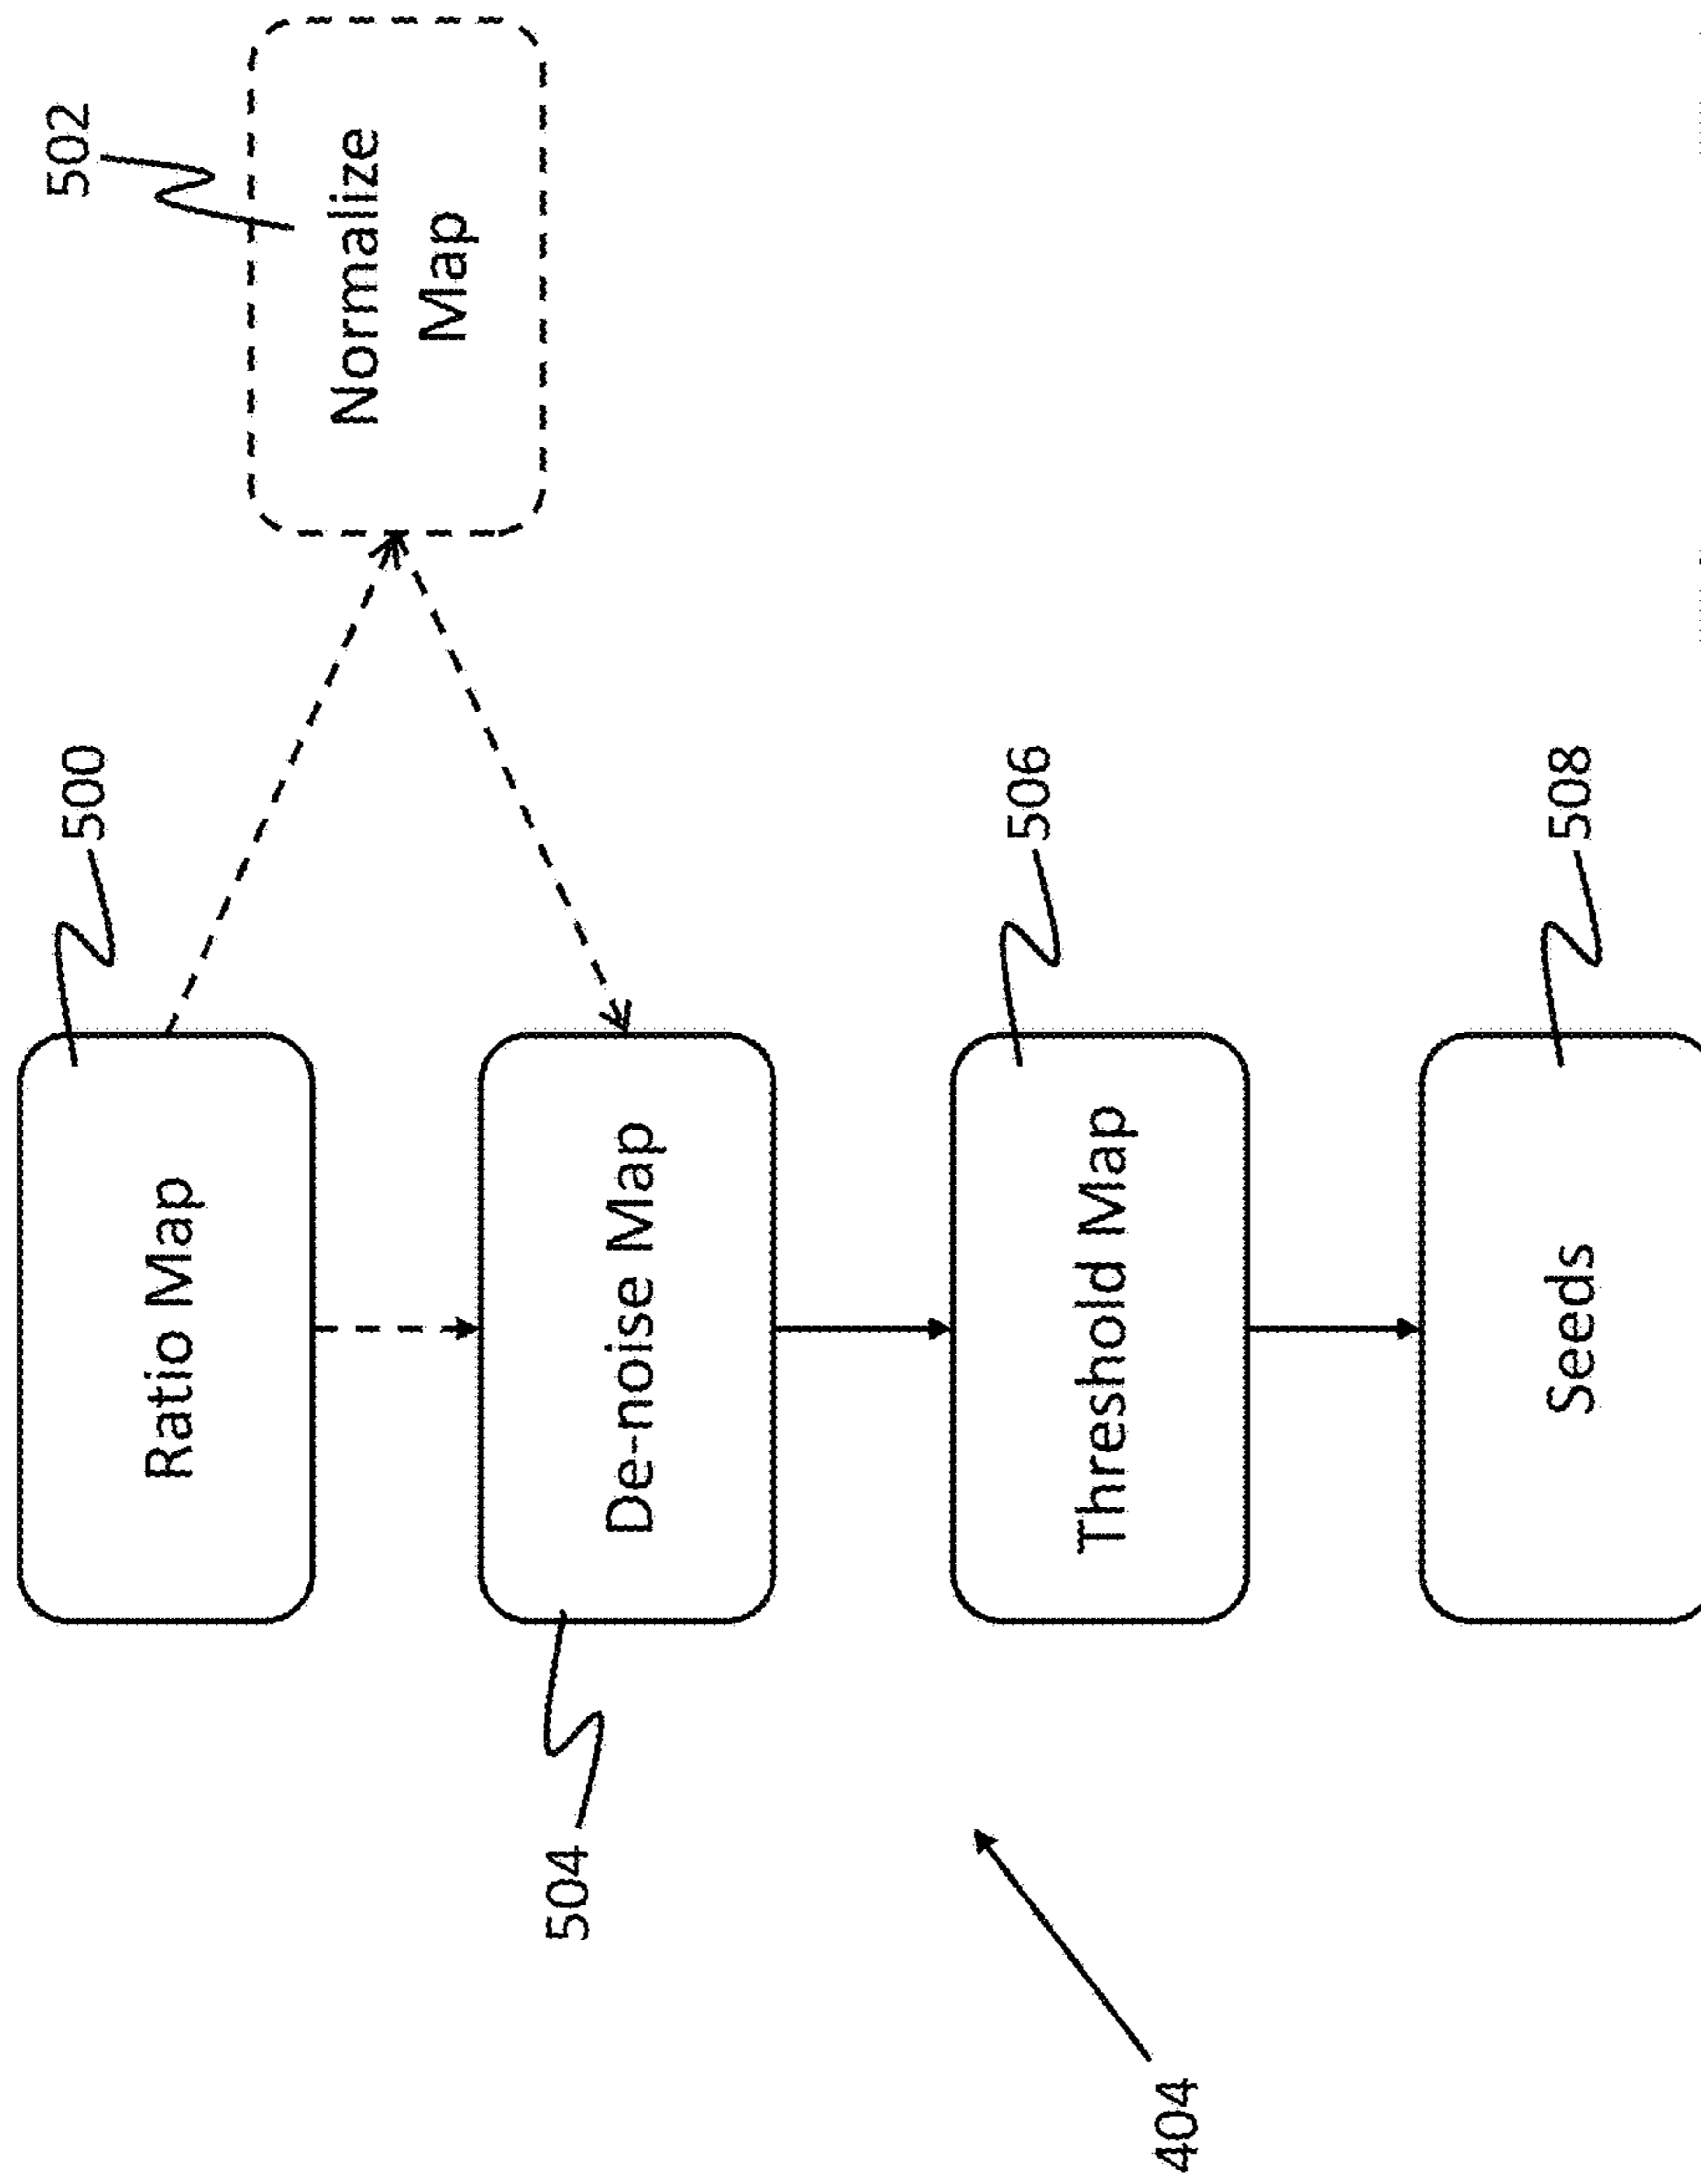 500
502
Ratio Map
Normalize
Map
504
De-noise Map
506
Threshold Map
404
Seeds
508